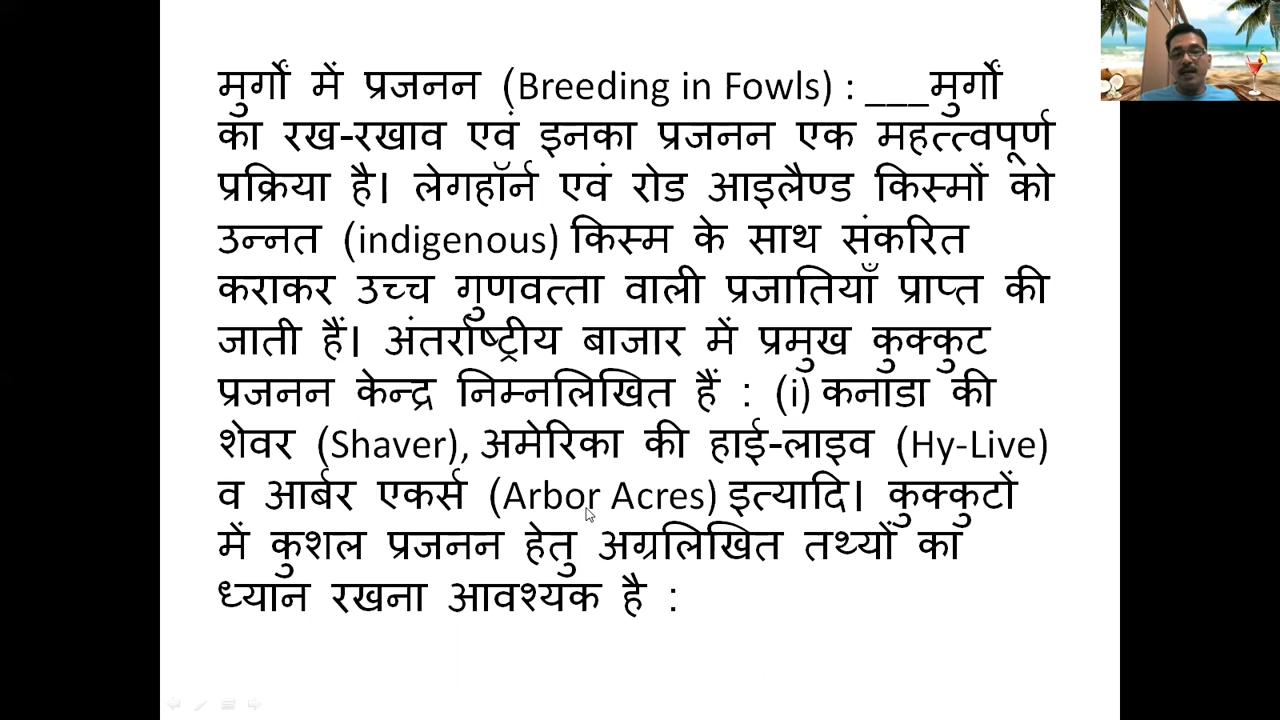 मुर्गों में प्रजनन (Breeding in Fowls) : ___मुर्गों
का रख-रखाव एवं इनका प्रजनन एक महत्त्वपूर्ण
प्रक्रिया है। लेगहॉर्न एवं रोड आइलैण्ड किस्मों को
उन्नत (indigenous) किस्म के साथ संकरित
कराकर उच्च गुणवत्ता वाली प्रजातियाँ प्राप्त की
जाती हैं। अंतर्राष्ट्रीय बाजार में प्रमुख कुक्कुट
प्रजनन केन्द्र निम्नलिखित हैं : (i) कनाडा की
शेवर (Shaver), अमेरिका की हाई-लाइव (Hy-Live)
व आर्बर एकर्स (Arbor Acres) इत्यादि। कुक्कुटों
में कुशल प्रजनन हेतु अग्रलिखित तथ्यों का
ध्यान रखना आवश्यक है :